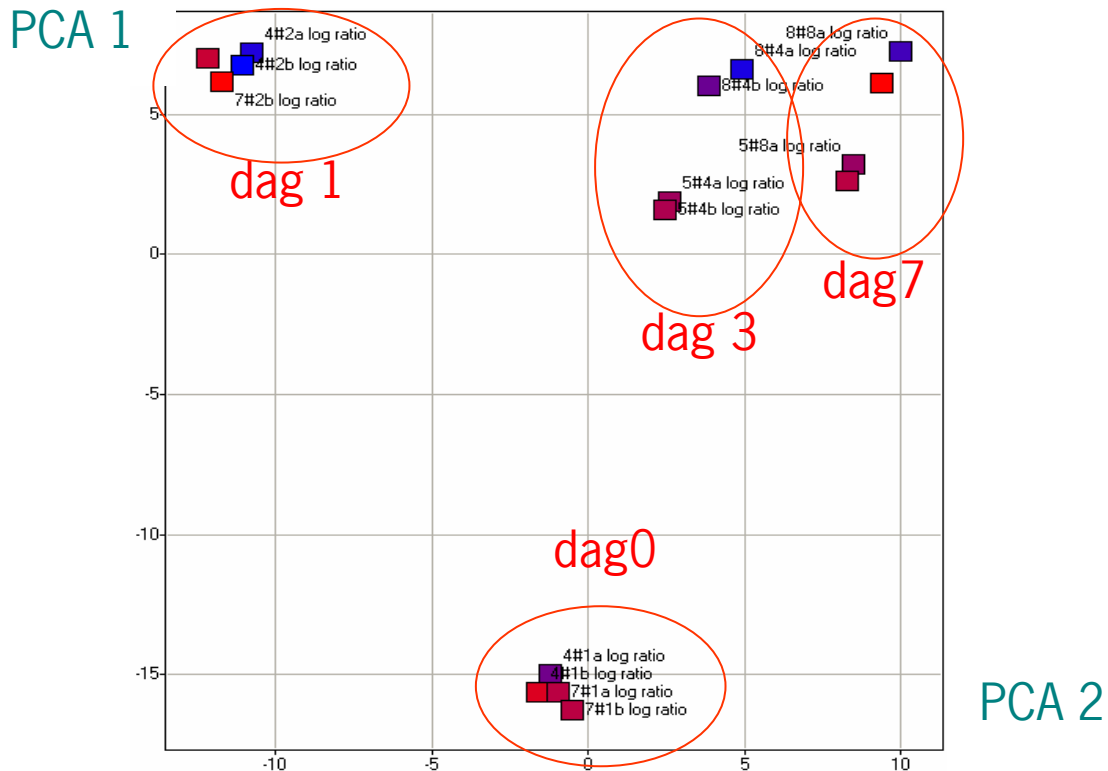 PCA 1
4#2a log ratio
4#2b log ratio
7#2b log ratio
dag 1
8#8a log ratio
8#4a log ratio
8#4b log ratio
5#8a log ratio
5#4a log ratio
5#4b log ratio
dag 3
dag7
5
0
-5
-10
-15
dag0
4#1a log ratio
4#1b log ratio
7#1a log ratio
7#1b log ratio
PCA 2
-10
-5
0
5
10